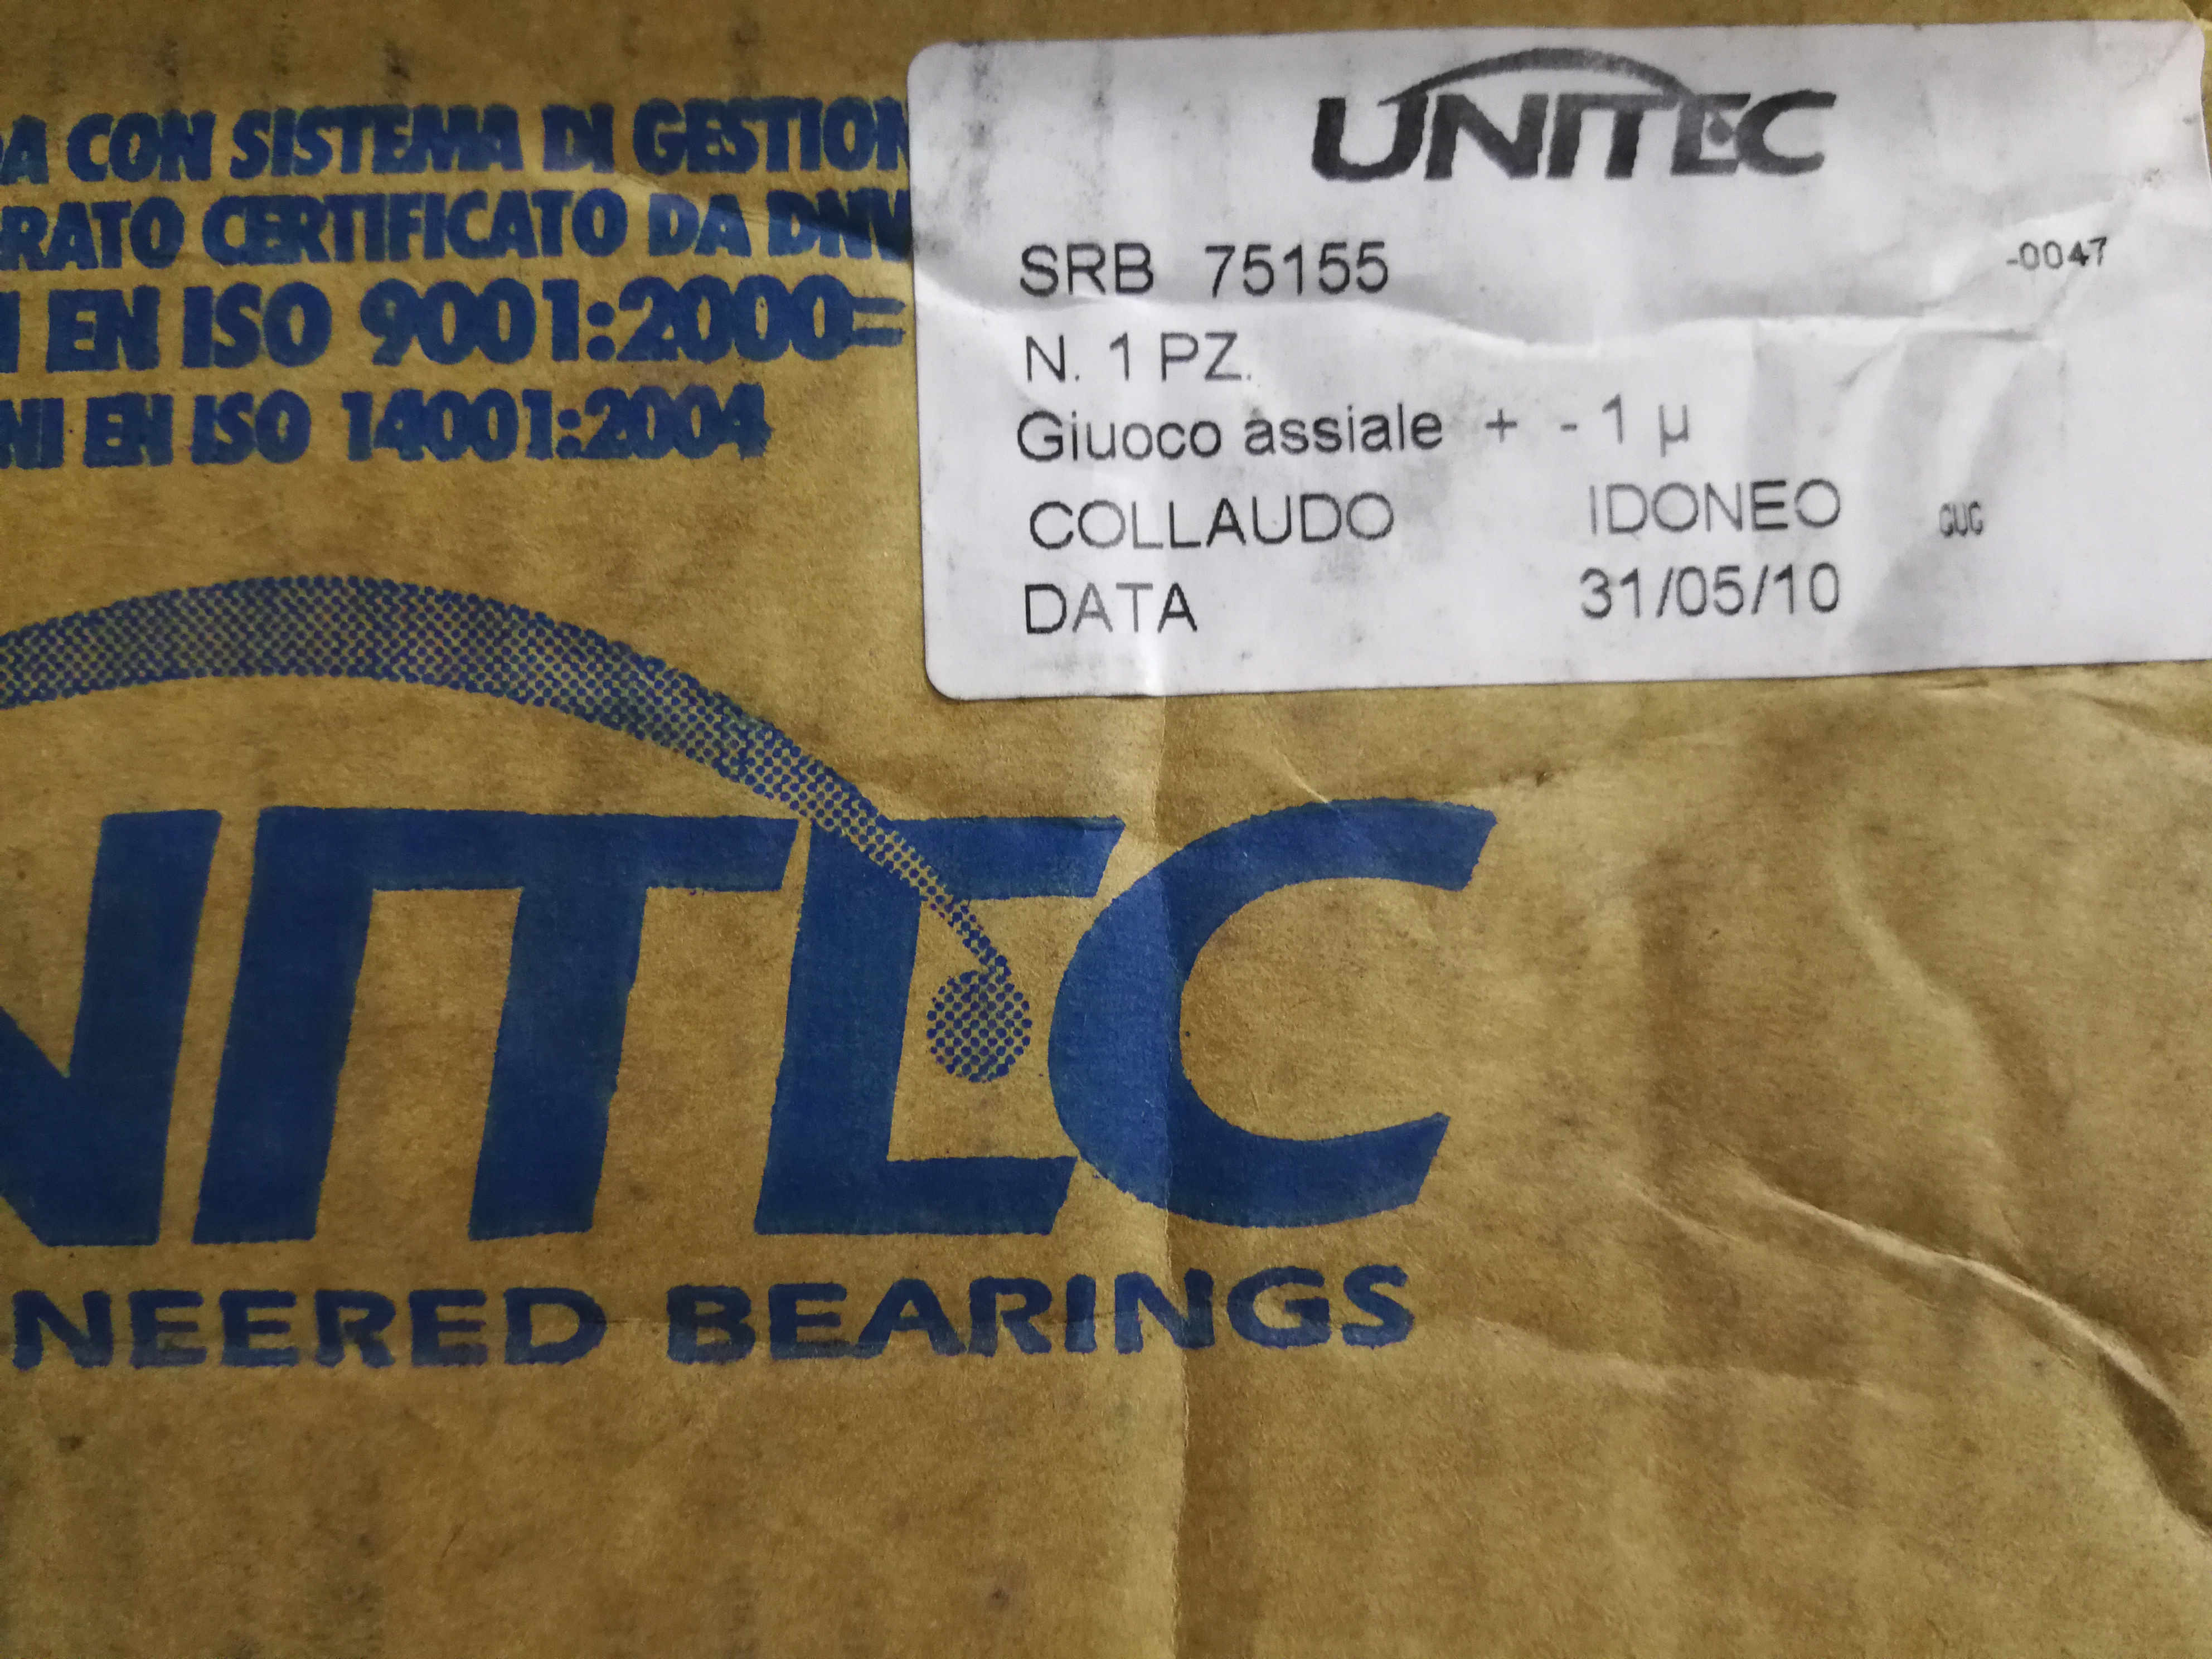 DA CON SISTEMA DI GESTION
RATO CERTIFICATO DA DNV
EN ISO 9001:2000=
NI EN ISO 14001:2004
UNITEC
SRB 75155 -0047
N. 1 PZ.
Giuoco assiale + - 1 µ
COLLAUDO IDONEO GUG
DATA 31/05/10
NITEC
NEERED BEARINGS